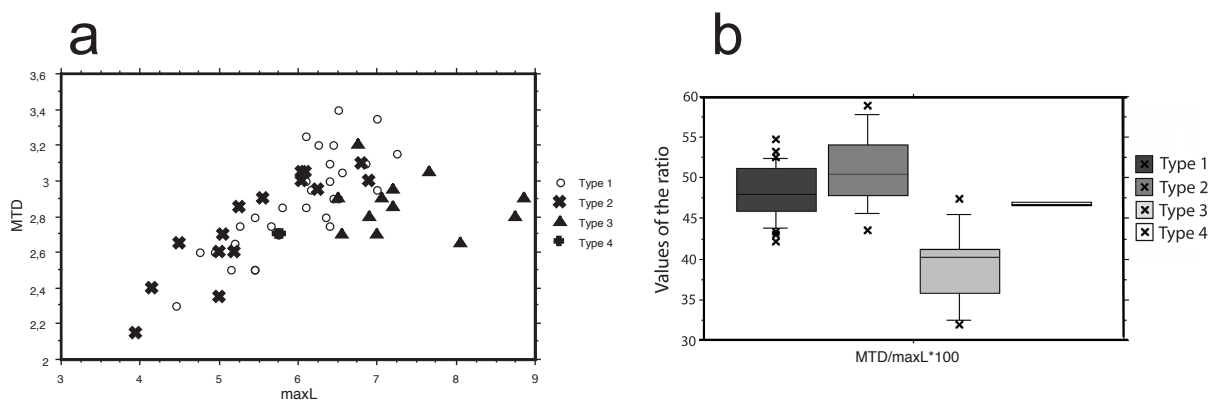 a
MTD
3,6
3,4
3,2
3
2,8
2,6
2,4
2,2
2
3 4 5 6 7 8 9
maxL
Type 1
Type 2
Type 3
Type 4
b
Values of the ratio
60
55
50
45
40
35
30
MTD/maxL*100
Type 1
Type 2
Type 3
Type 4